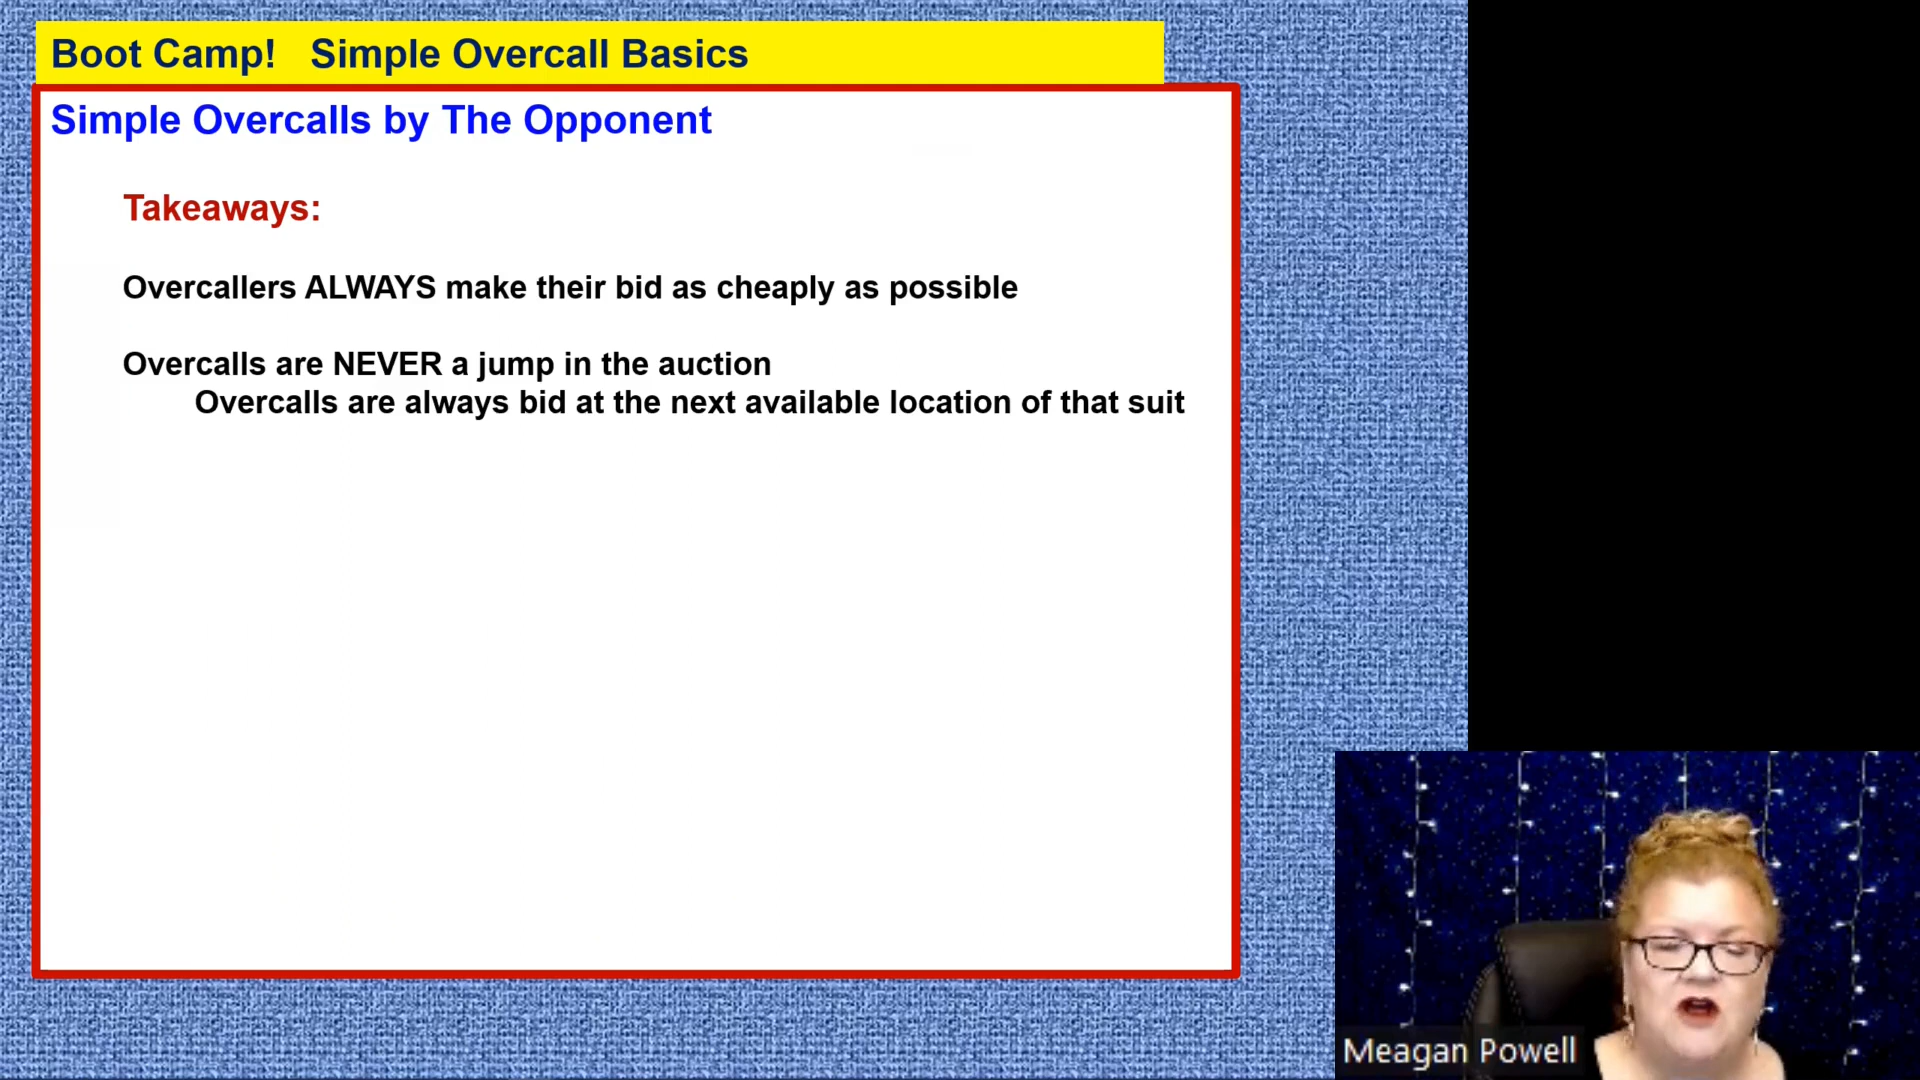 Boot Camp! Simple Overcall Basics
Simple Overcalls by The Opponent
Takeaways:
Overcallers ALWAYS make their bid as cheaply as possible
Overcalls are NEVER a jump in the auction
Overcalls are always bid at the next available location of that suit
Meagan Powell